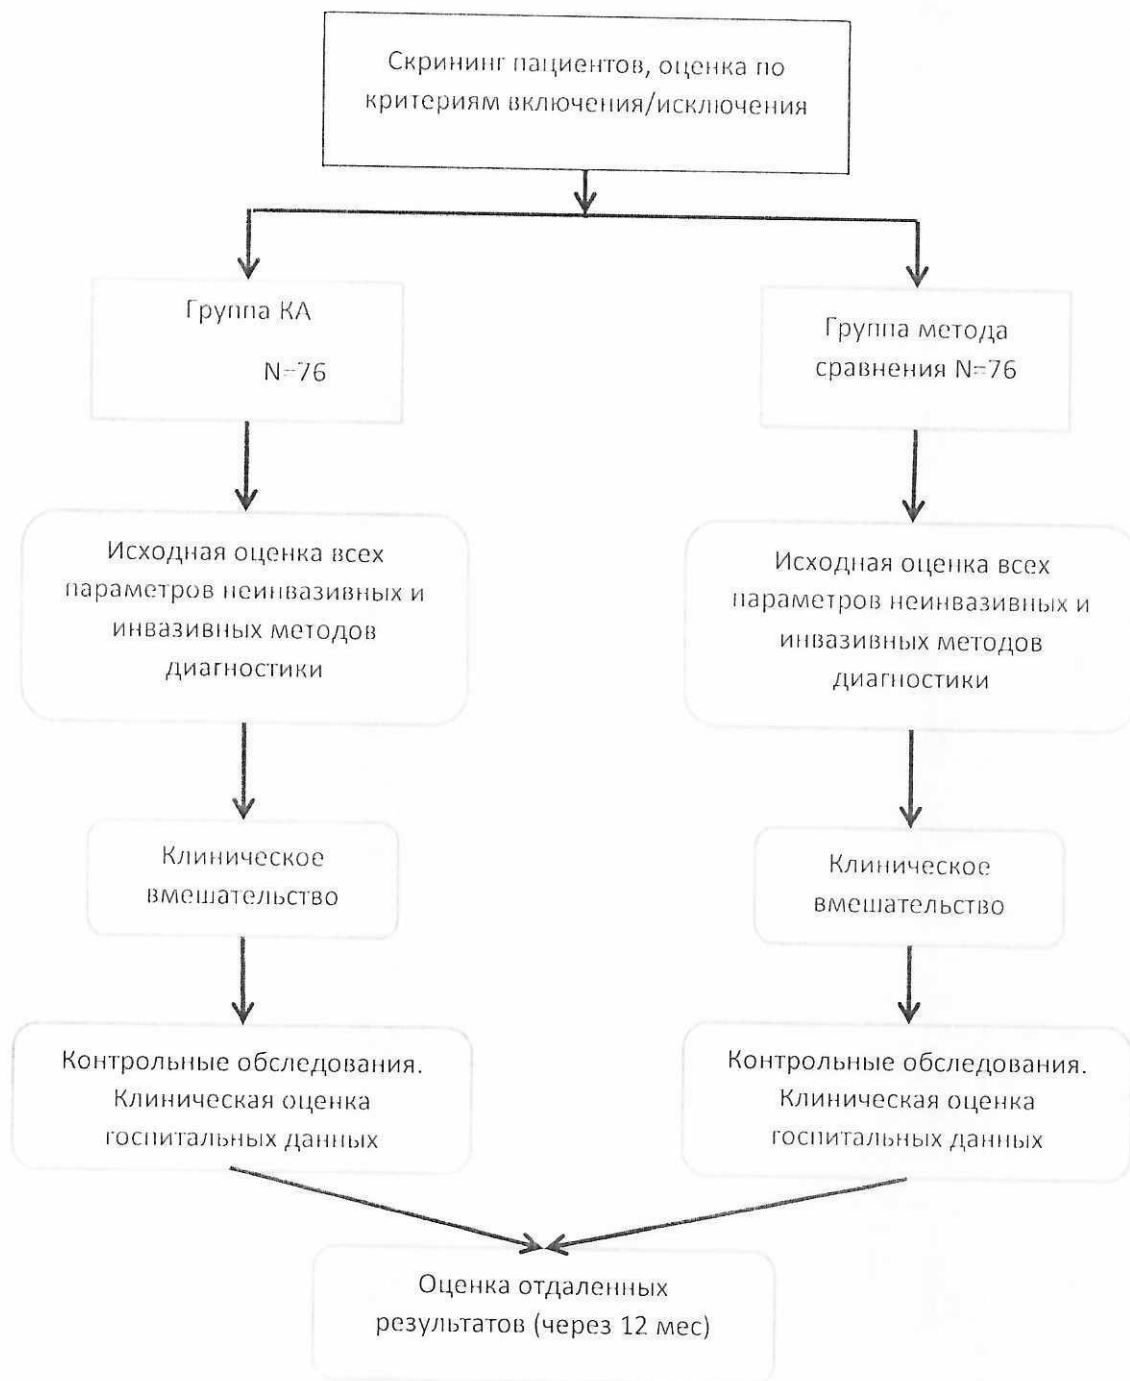 Скрининг пациентов, оценка по
критериям включения/исключения
Группа КА
N=76
Группа метода
сравнения N=76
Исходная оценка всех
параметров неинвазивных и
инвазивных методов
диагностики
Исходная оценка всех
параметров неинвазивных и
инвазивных методов
диагностики
Клиническое
вмешательство
Клиническое
вмешательство
Контрольные обследования.
Клиническая оценка
госпитальных данных
Контрольные обследования.
Клиническая оценка
госпитальных данных
Оценка отдаленных
результатов (через 12 мес)